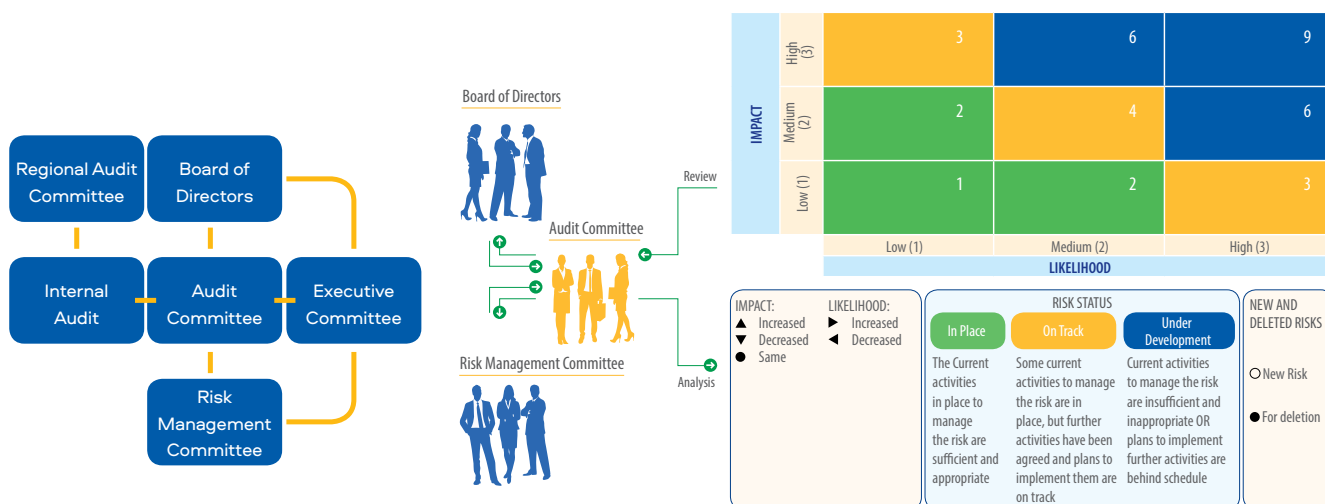 Regional Audit
Committee
Board of
Directors
Internal
Audit
Audit
Committee
Executive
Committee
Risk
Management
Committee
Board of Directors
Review
Audit Committee
Risk Management Committee
Analysis
IMPACT
High
(3)
3
6
9
Medium
(2)
2
4
6
Low (1)
1
2
3
Low (1)
Medium (2)
High (3)
LIKELIHOOD
IMPACT:
▲ Increased
▼ Decreased
● Same
LIKELIHOOD:
► Increased
◄ Decreased
RISK STATUS
In Place
The Current
activities
in place to
manage
the risk are
sufficient and
appropriate
On Track
Some current
activities to manage
the risk are in
place, but further
activities have been
agreed and plans to
implement them are
on track
Under
Development
Current activities
to manage the risk
are insufficient and
inappropriate OR
plans to implement
further activities are
behind schedule
NEW AND
DELETED RISKS
○ New Risk
● For deletion